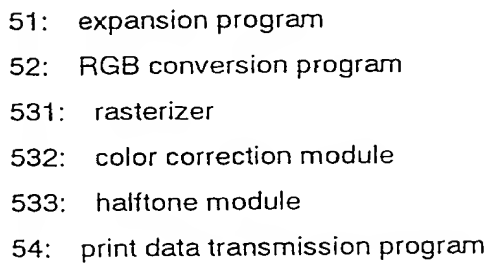 51: expansion program
52: RGB conversion program
531: rasterizer
532: color correction module
533: halftone module
54: print data transmission program